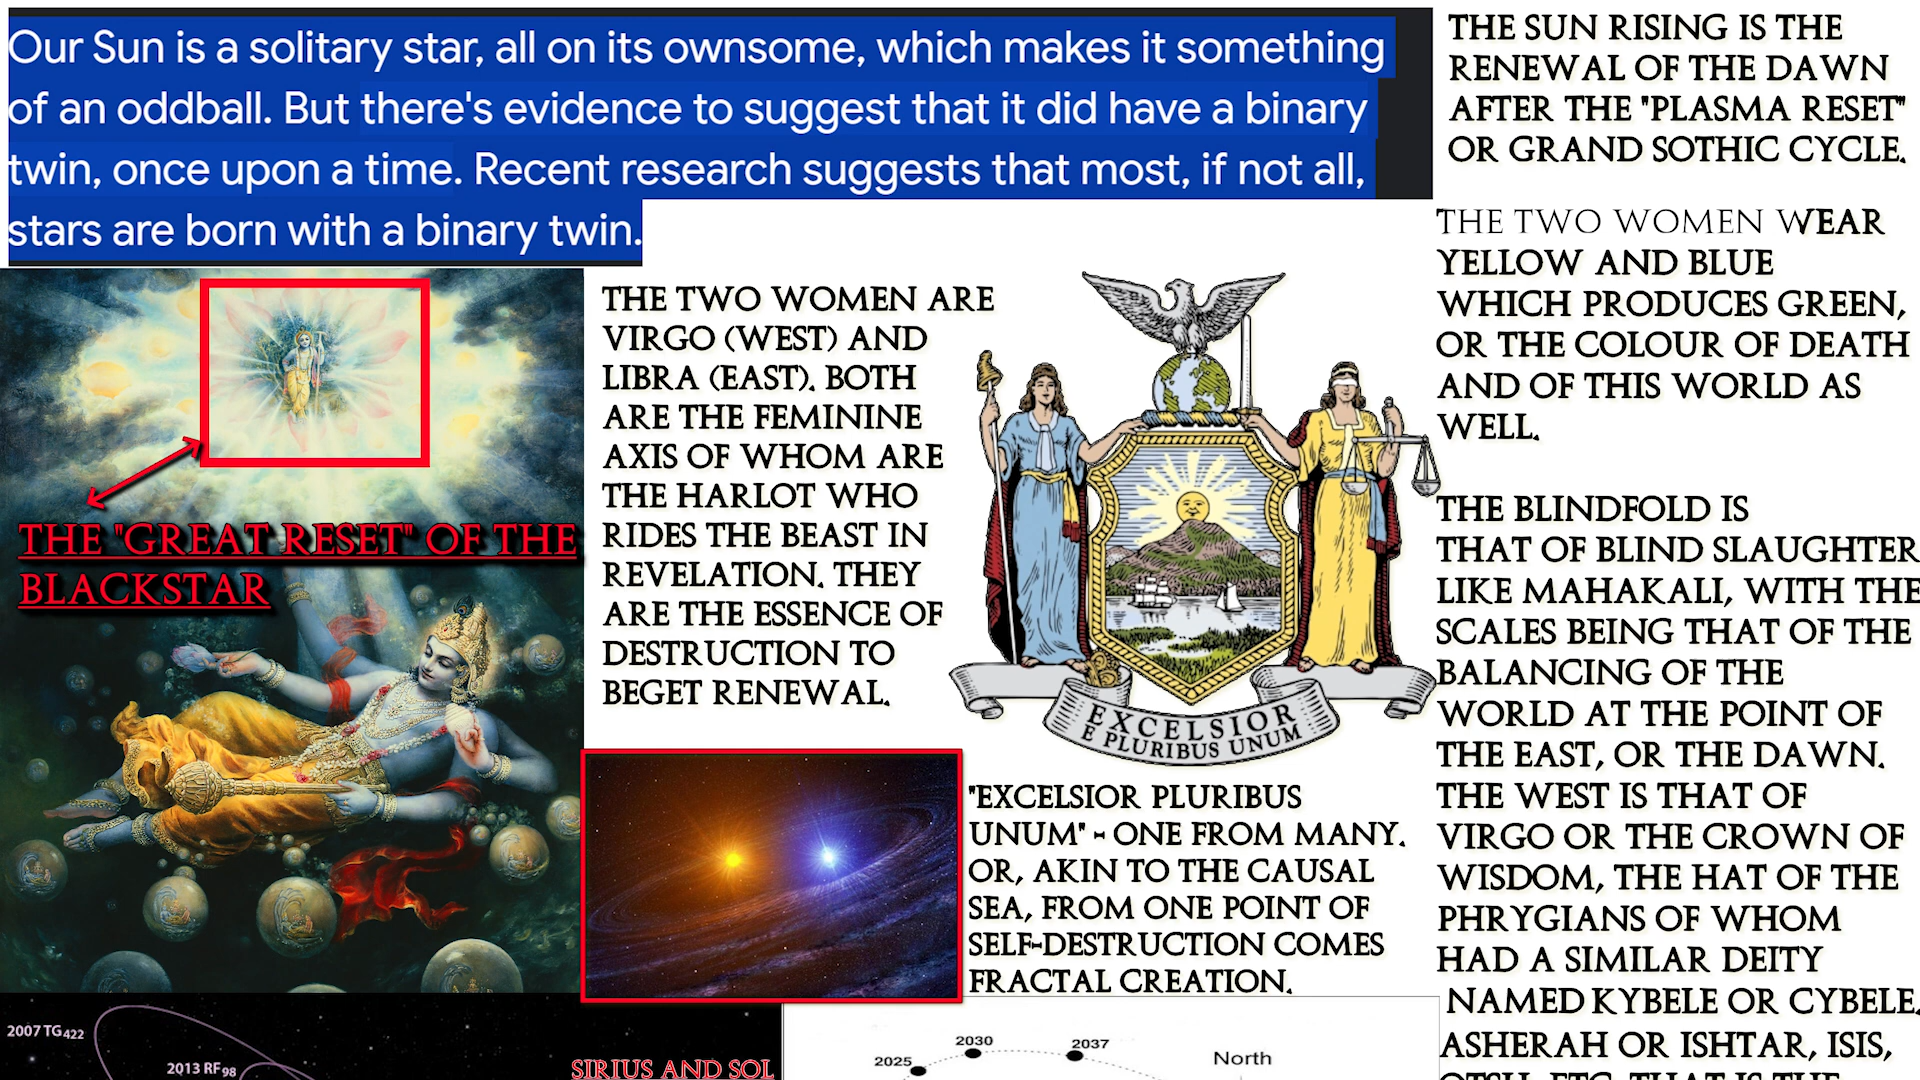 Our Sun is a solitary star, all on its ownsome, which makes it something
of an oddball. But there's evidence to suggest that it did have a binary
twin, once upon a time. Recent research suggests that most, if not all,
stars are born with a binary twin.
THE SUN RISING IS THE
RENEWAL OF THE DAWN
AFTER THE "PLASMA RESET"
OR GRAND SOTHIC CYCLE.
THE TWO WOMEN WEAR
YELLOW AND BLUE
WHICH PRODUCES GREEN,
OR THE COLOUR OF DEATH
AND OF THIS WORLD AS
WELL.
THE BLINDFOLD IS
THAT OF BLIND SLAUGHTER
LIKE MAHAKALI, WITH THE
SCALES BEING THAT OF THE
BALANCING OF THE
WORLD AT THE POINT OF
THE EAST, OR THE DAWN.
THE WEST IS THAT OF
VIRGO OR THE CROWN OF
WISDOM, THE HAT OF THE
PHRYGIANS OF WHOM
HAD A SIMILAR DEITY
NAMED KYBELE OR CYBELE.
ASHERAH OR ISHTAR, ISIS,
THE "GREAT RESET" OF THE
BLACKSTAR
THE TWO WOMEN ARE
VIRGO (WEST) AND
LIBRA (EAST). BOTH
ARE THE FEMININE
AXIS OF WHOM ARE
THE HARLOT WHO
RIDES THE BEAST IN
REVELATION. THEY
ARE THE ESSENCE OF
DESTRUCTION TO
BEGET RENEWAL.
EXCELSIOR
E PLURIBUS UNUM
"EXCELSIOR PLURIBUS
UNUM" - ONE FROM MANY.
OR, AKIN TO THE CAUSAL
SEA, FROM ONE POINT OF
SELF-DESTRUCTION COMES
FRACTAL CREATION.
2007 TG422
2013 RF98
SIRIUS AND SOL
2025
2030
2037
North